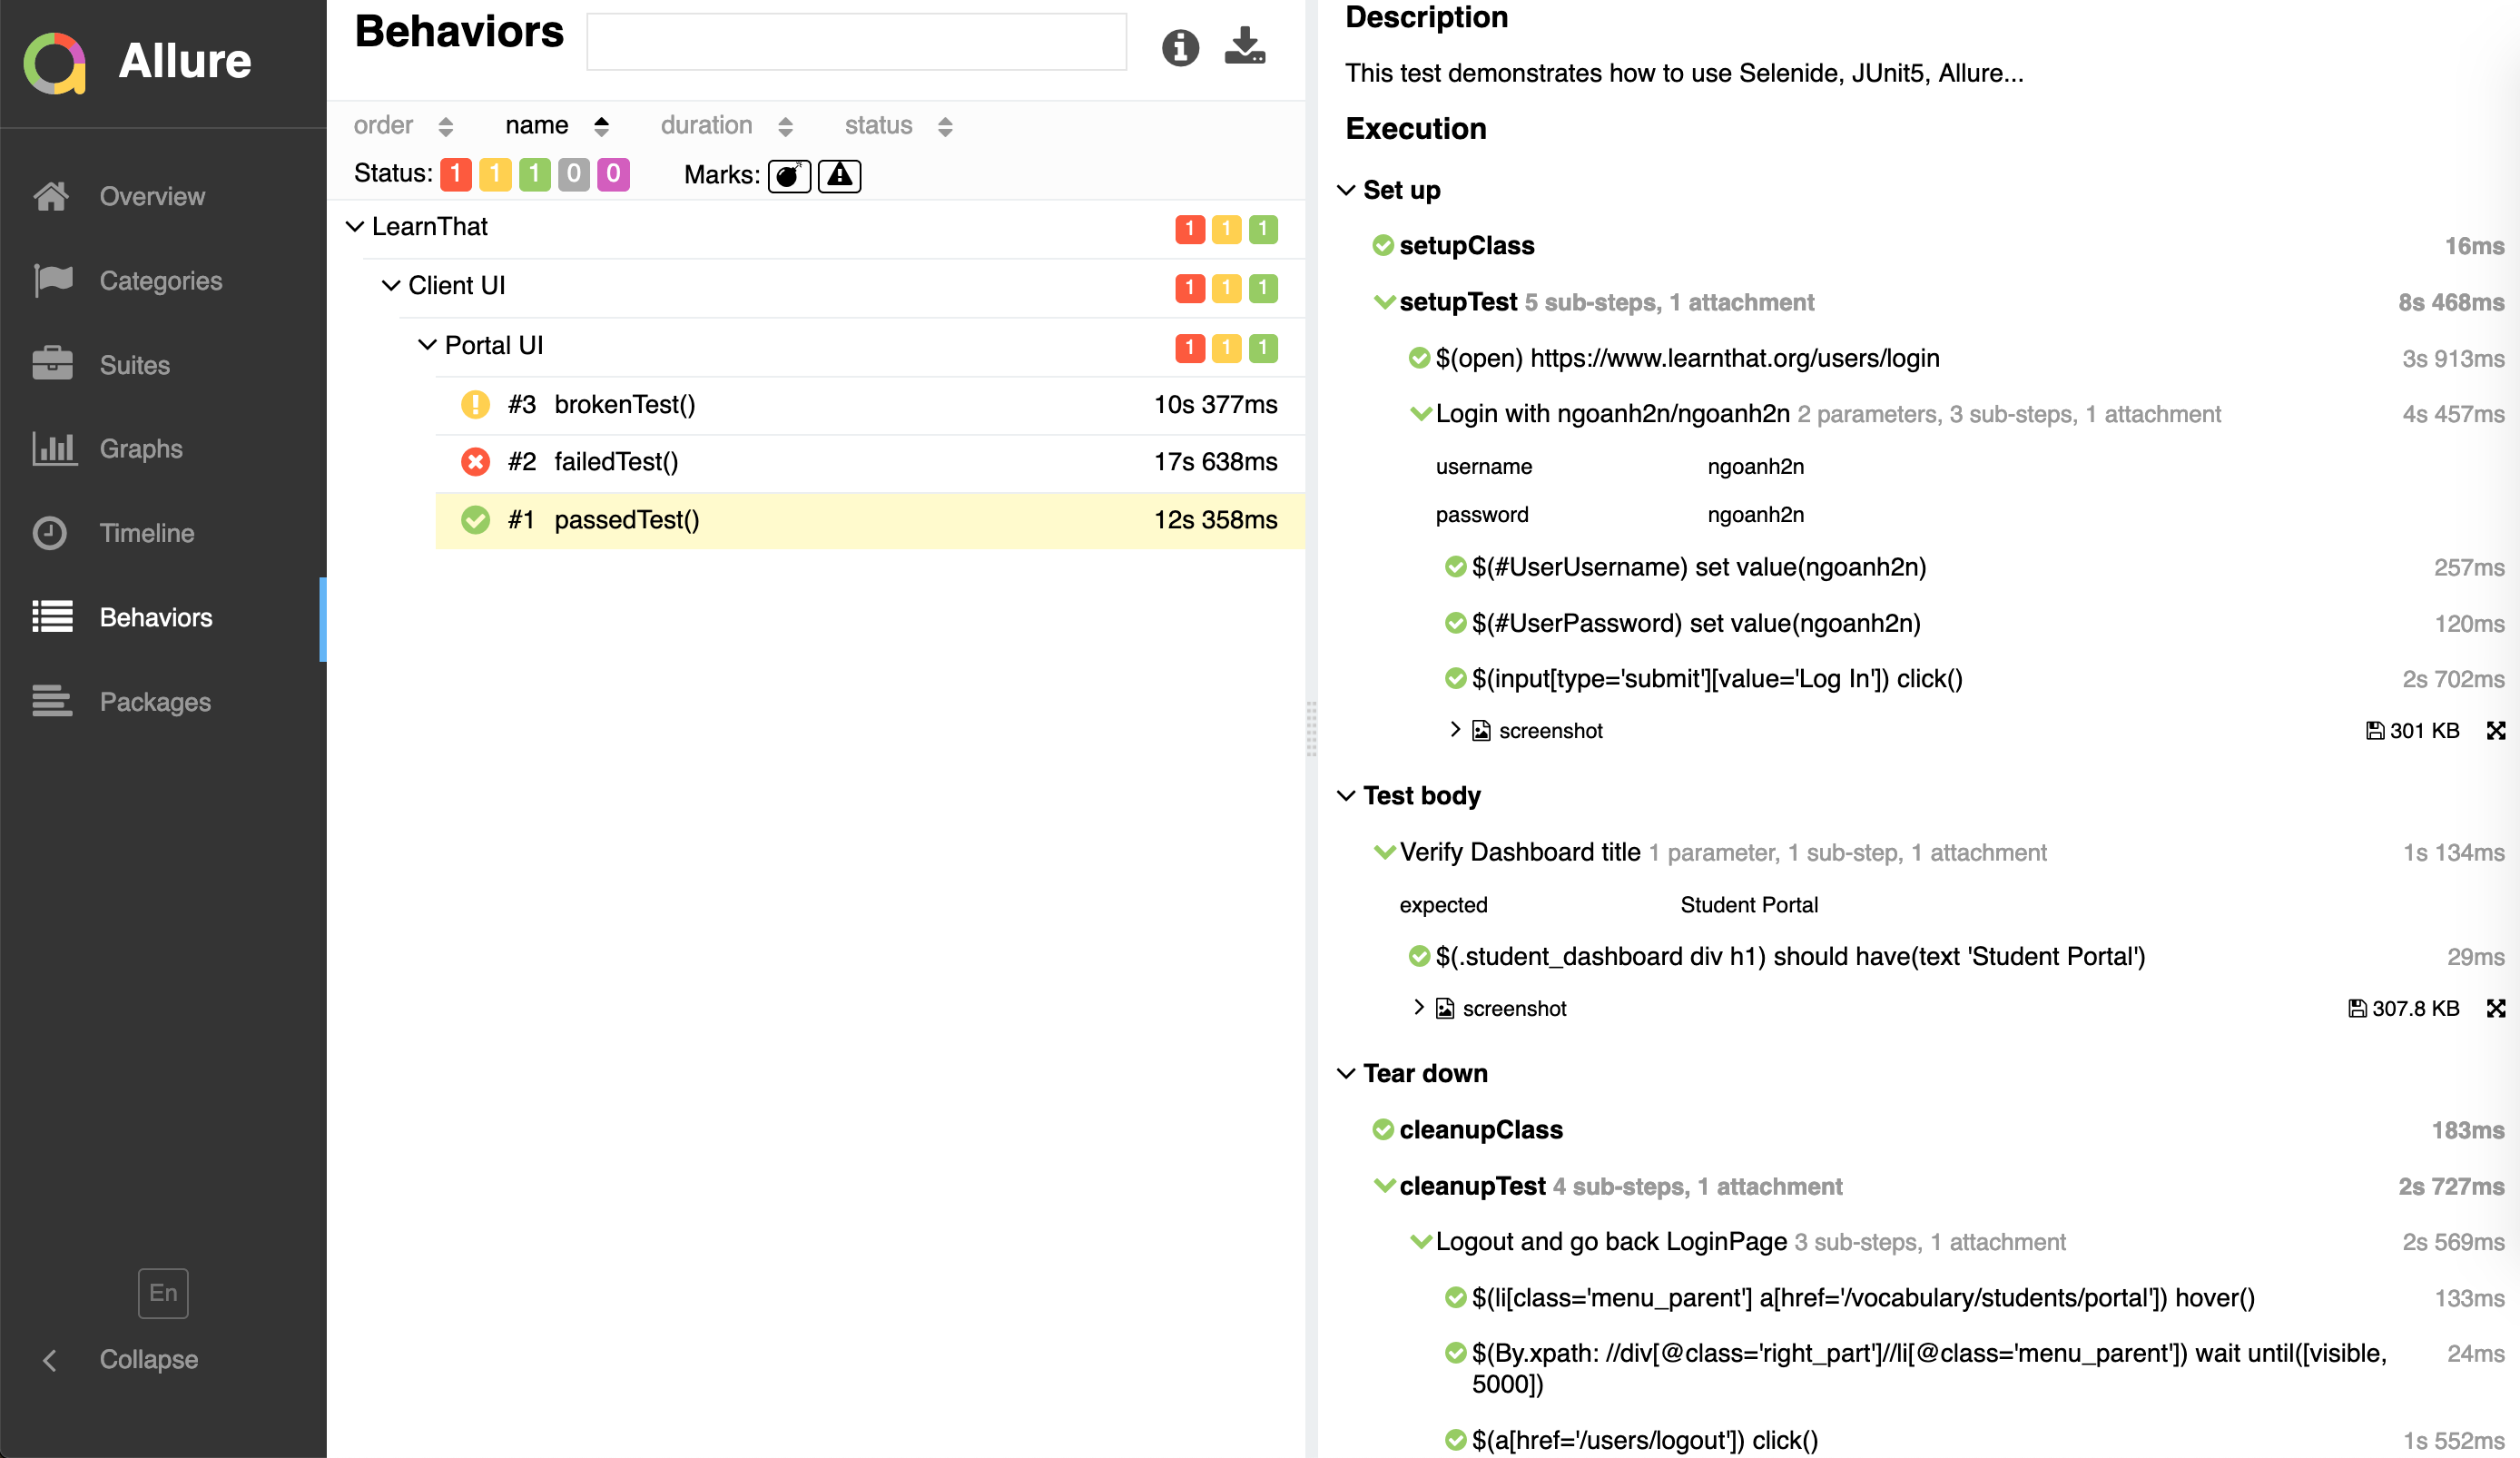 Allure
Overview
Categories
Suites
Graphs
Timeline
Behaviors
Packages
En
Collapse
Behaviors
order name duration status
Status: 1 1 1 0 0 Marks:
LearnThat 1 1 1
Client UI 1 1 1
Portal UI 1 1 1
#3 brokenTest() 10s 377ms
#2 failedTest() 17s 638ms
#1 passedTest() 12s 358ms
Description
This test demonstrates how to use Selenide, JUnit5, Allure...
Execution
Set up
setupClass 16ms
setupTest 5 sub-steps, 1 attachment 8s 468ms
$(open) https://www.learnthat.org/users/login 3s 913ms
Login with ngoanh2n/ngoanh2n 2 parameters, 3 sub-steps, 1 attachment 4s 457ms
username ngoanh2n
password ngoanh2n
$(#UserUsername) set value(ngoanh2n) 257ms
$(#UserPassword) set value(ngoanh2n) 120ms
$(input[type='submit'][value='Log In']) click() 2s 702ms
screenshot 301 KB
Test body
Verify Dashboard title 1 parameter, 1 sub-step, 1 attachment 1s 134ms
expected Student Portal
$(.student_dashboard div h1) should have(text 'Student Portal') 29ms
screenshot 307.8 KB
Tear down
cleanupClass 183ms
cleanupTest 4 sub-steps, 1 attachment 2s 727ms
Logout and go back LoginPage 3 sub-steps, 1 attachment 2s 569ms
$(li[class='menu_parent'] a[href='/vocabulary/students/portal']) hover() 133ms
$(By.xpath: //div[@class='right_part']//li[@class='menu_parent']) wait until([visible, 24ms
5000])
$(a[href='/users/logout']) click() 1s 552ms